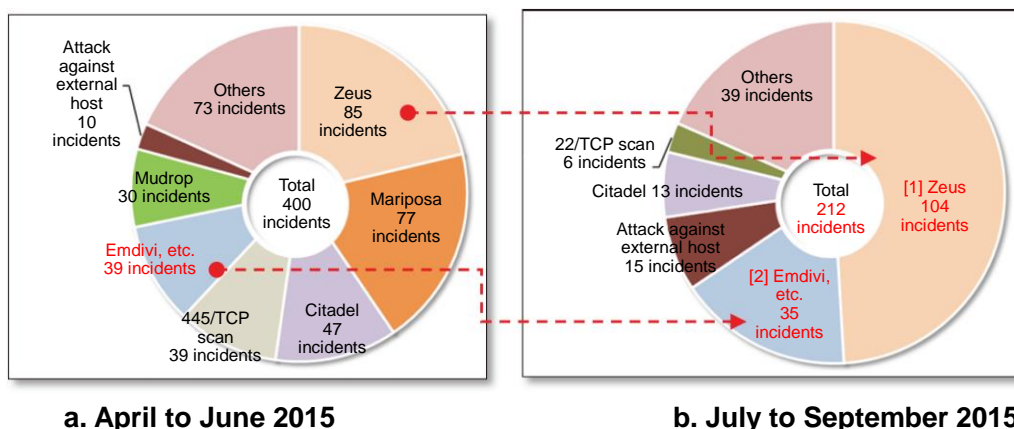 Attack
against
external
host
10
incidents
Others
73 incidents
Zeus
85
incidents
Mudrop
30 incidents
Total
400
incidents
Mariposa
77
incidents
Emdivi, etc.
39 incidents
445/TCP
scan
39 incidents
Citadel
47
incidents
a. April to June 2015
Others
39 incidents
22/TCP scan
6 incidents
Citadel 13 incidents
Total
212
incidents
[1] Zeus
104
incidents
Attack against
external host
15 incidents
[2] Emdivi,
etc.
35
incidents
b. July to September 2015